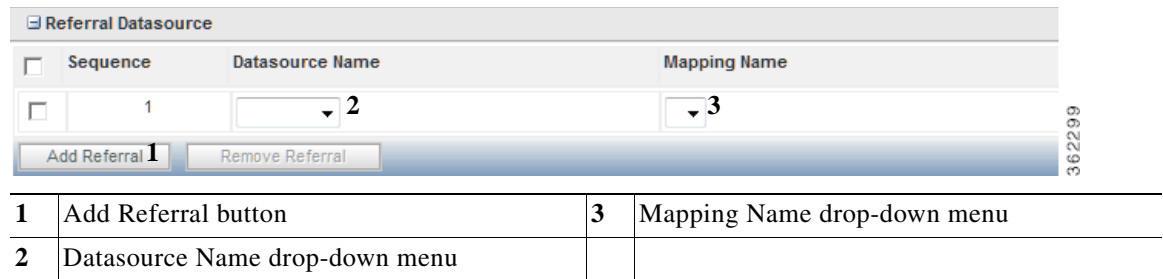 Referral Datasource
Sequence Datasource Name Mapping Name
1 2 3
Add Referral 1 Remove Referral
362299
1 Add Referral button 3 Mapping Name drop-down menu
2 Datasource Name drop-down menu